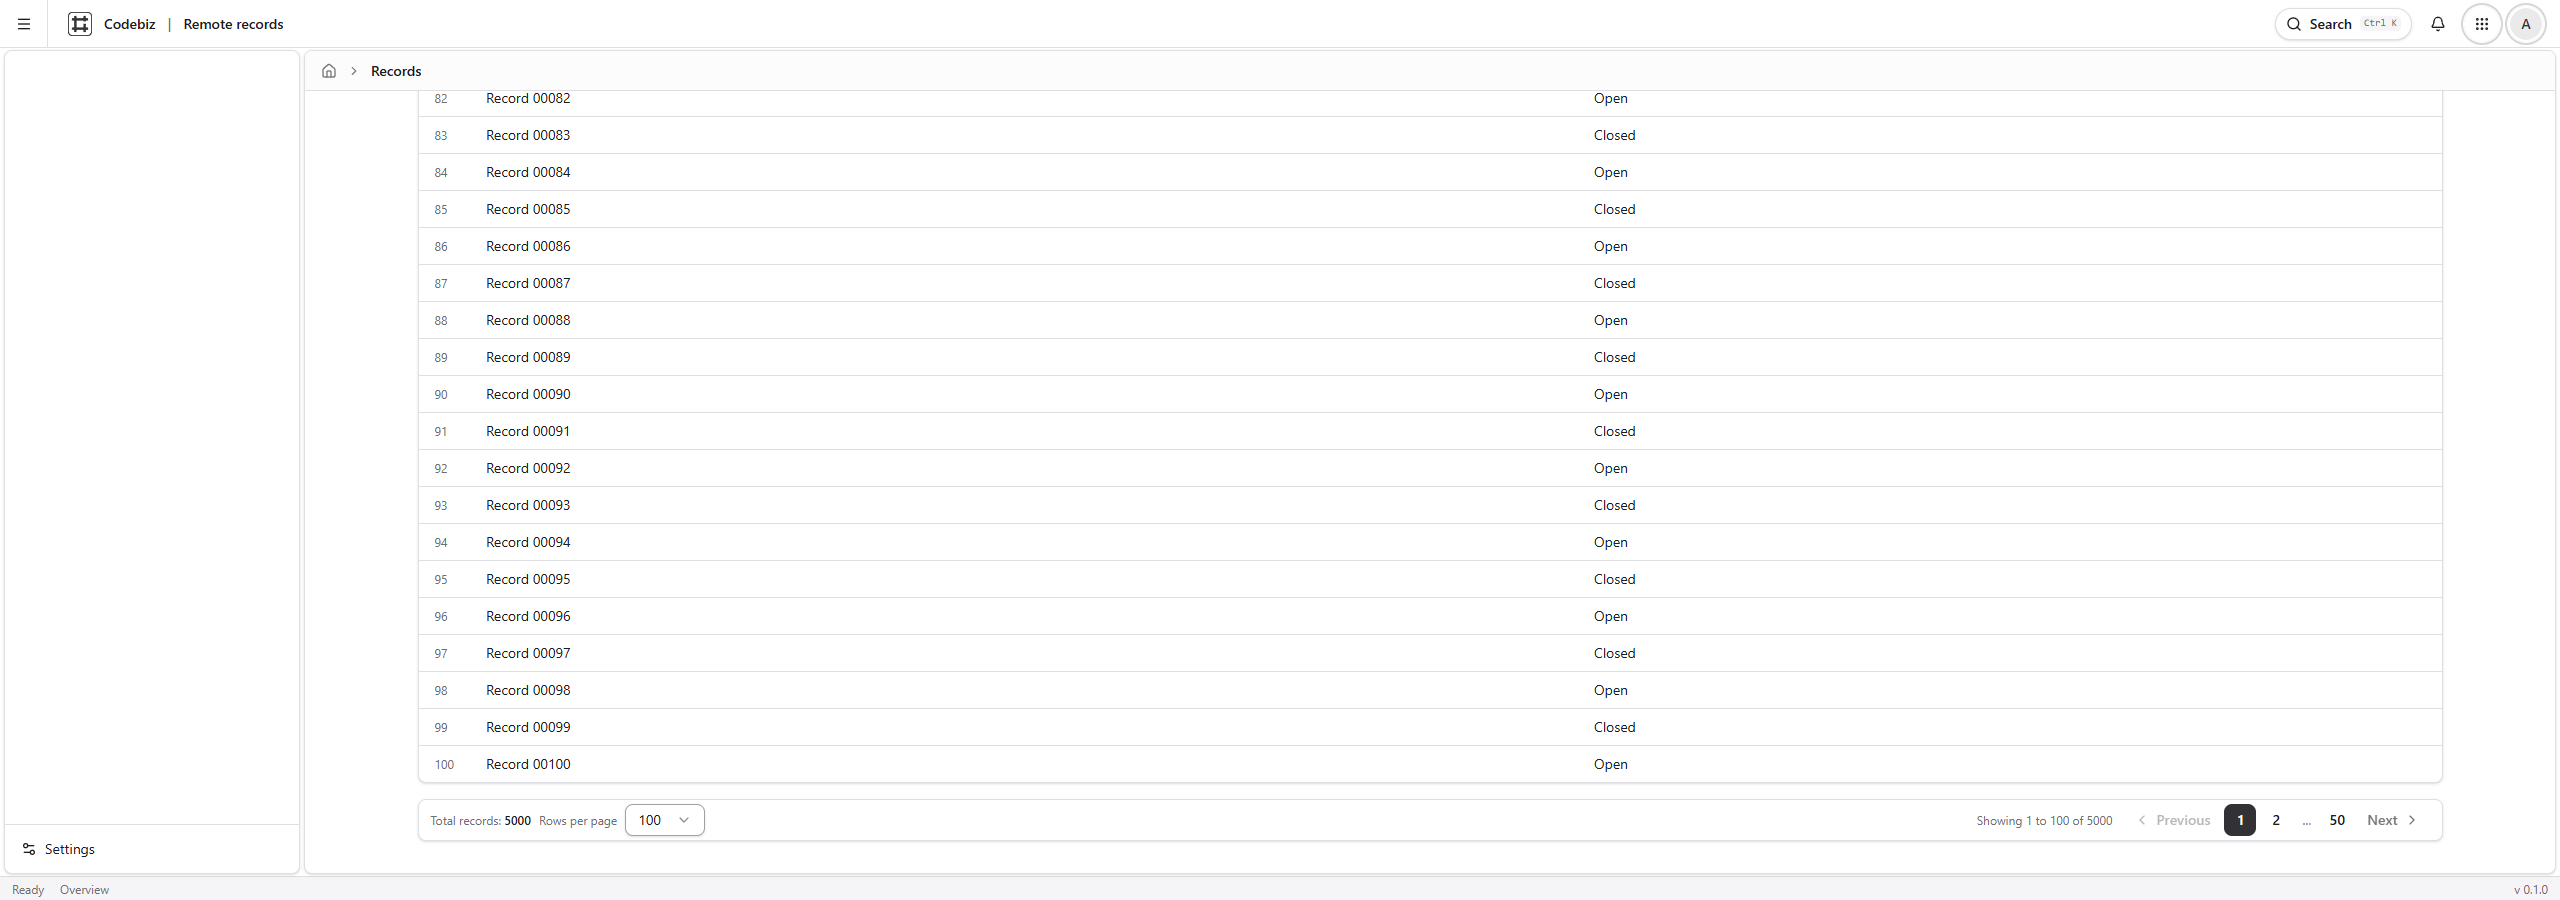 Codebiz | Remote records Search Ctrl K A
Records
82 Record 00082 Open
83 Record 00083 Closed
84 Record 00084 Open
85 Record 00085 Closed
86 Record 00086 Open
87 Record 00087 Closed
88 Record 00088 Open
89 Record 00089 Closed
90 Record 00090 Open
91 Record 00091 Closed
92 Record 00092 Open
93 Record 00093 Closed
94 Record 00094 Open
95 Record 00095 Closed
96 Record 00096 Open
97 Record 00097 Closed
98 Record 00098 Open
99 Record 00099 Closed
100 Record 00100 Open
Total records: 5000 Rows per page 100 Showing 1 to 100 of 5000 Previous 1 2 ... 50 Next
Settings
Ready Overview v 0.1.0